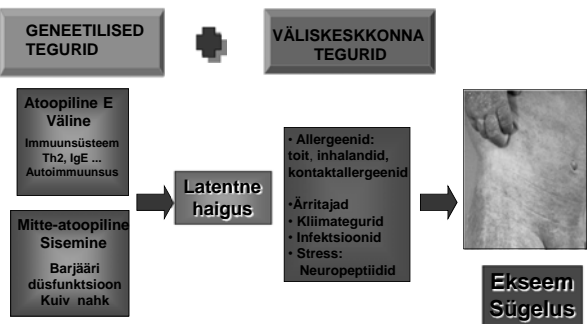 GENEETILISED
TEGURID
VÄLISKESKKONNA
TEGURID
Atoopiline E
Väline
Immuunsüsteem
Th2, IgE ...
Autoimmuunsus
Mitte-atoopiline
Sisemine
Barjääri
düsfunktsioon
Kuiv nahk
Latentne
haigus
• Allergeenid:
toit, inhalandid,
kontaktallergeenid
•Ärritajad
• Kliimategurid
• Infektsioonid
• Stress:
Neuropeptiidid
Ekseem
Sügelus